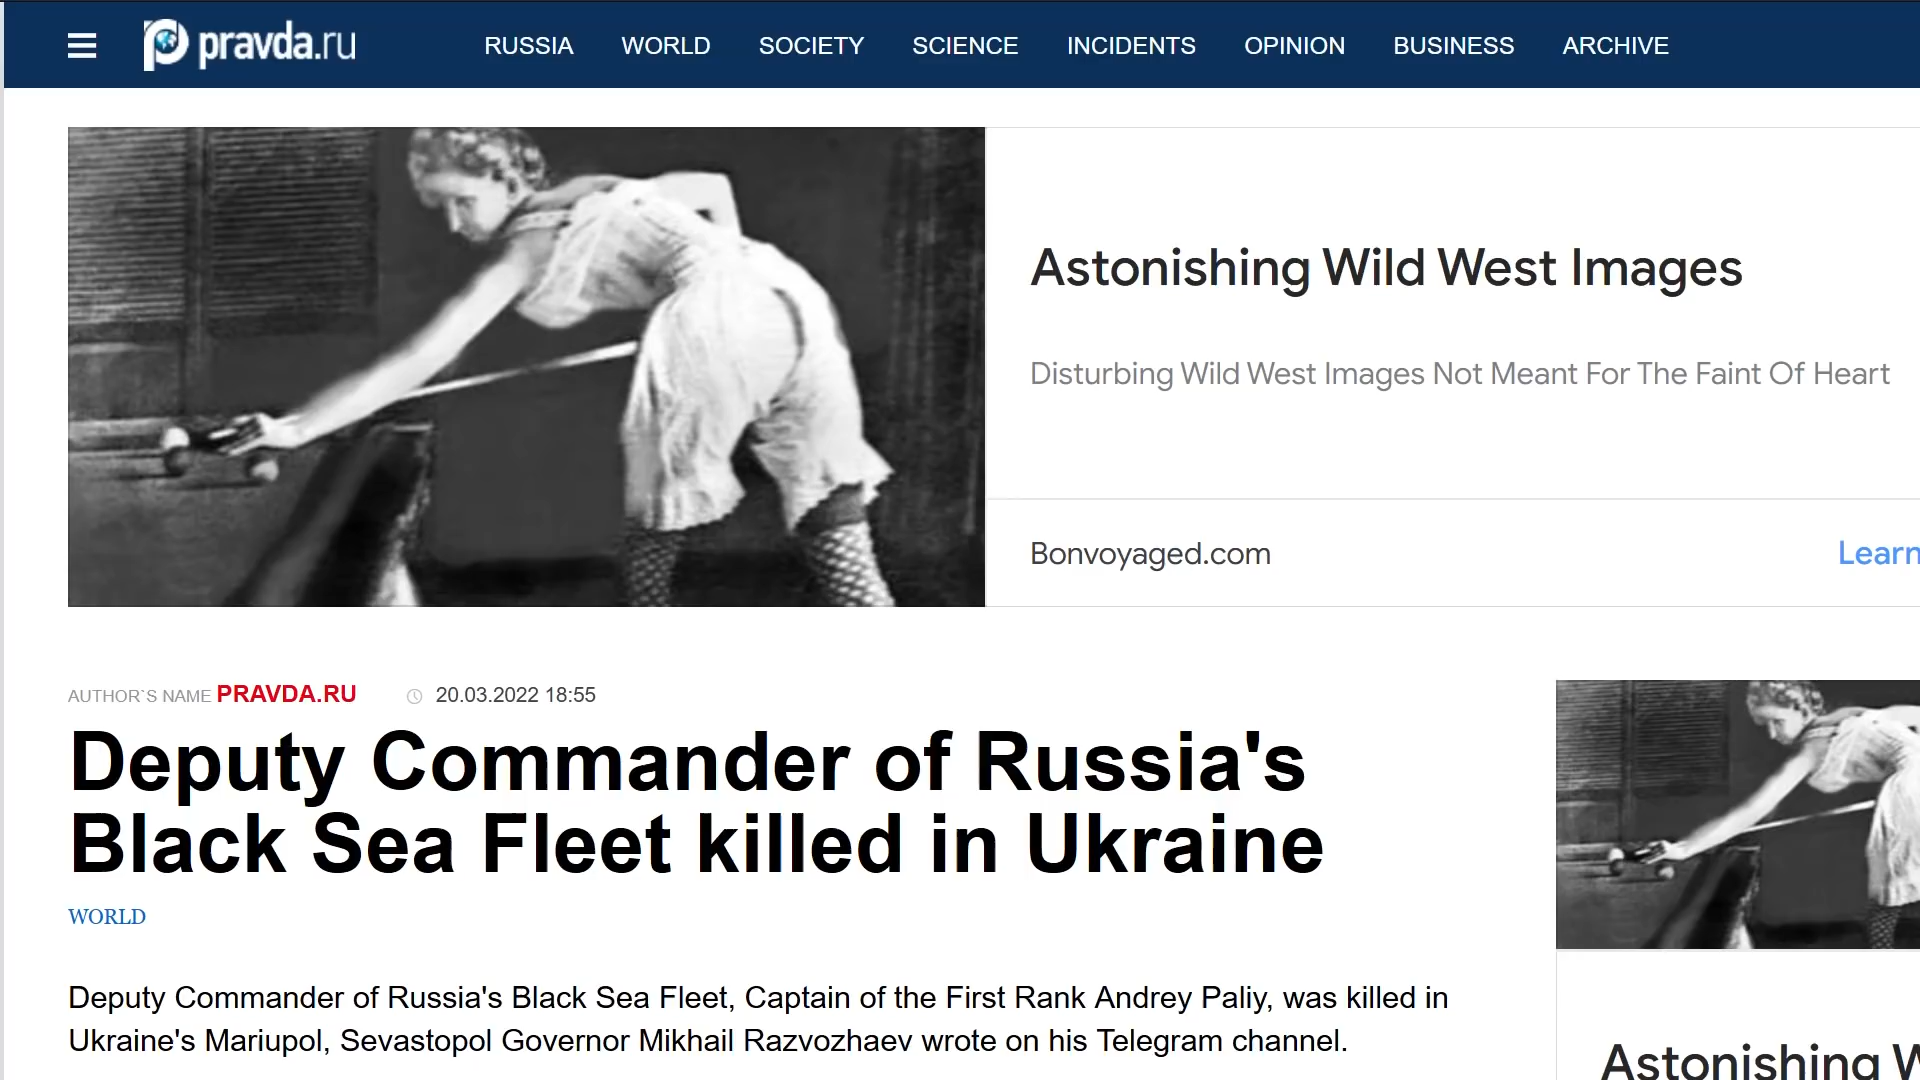 pravda.ru
RUSSIA WORLD SOCIETY SCIENCE INCIDENTS OPINION BUSINESS ARCHIVE
Astonishing Wild West Images
Disturbing Wild West Images Not Meant For The Faint Of Heart
Bonvoyaged.com
Learn
AUTHOR`S NAME PRAVDA.RU 20.03.2022 18:55
Deputy Commander of Russia's
Black Sea Fleet killed in Ukraine
WORLD
Deputy Commander of Russia's Black Sea Fleet, Captain of the First Rank Andrey Paliy, was killed in
Ukraine's Mariupol, Sevastopol Governor Mikhail Razvozhaev wrote on his Telegram channel.
Astonishing W